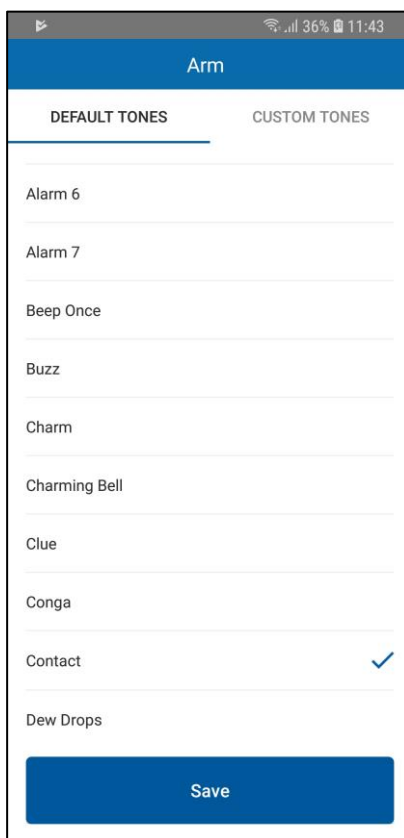 36% 11:43
Arm
DEFAULT TONES CUSTOM TONES
Alarm 6
Alarm 7
Beep Once
Buzz
Charm
Charming Bell
Clue
Conga
Contact
Dew Drops
Save